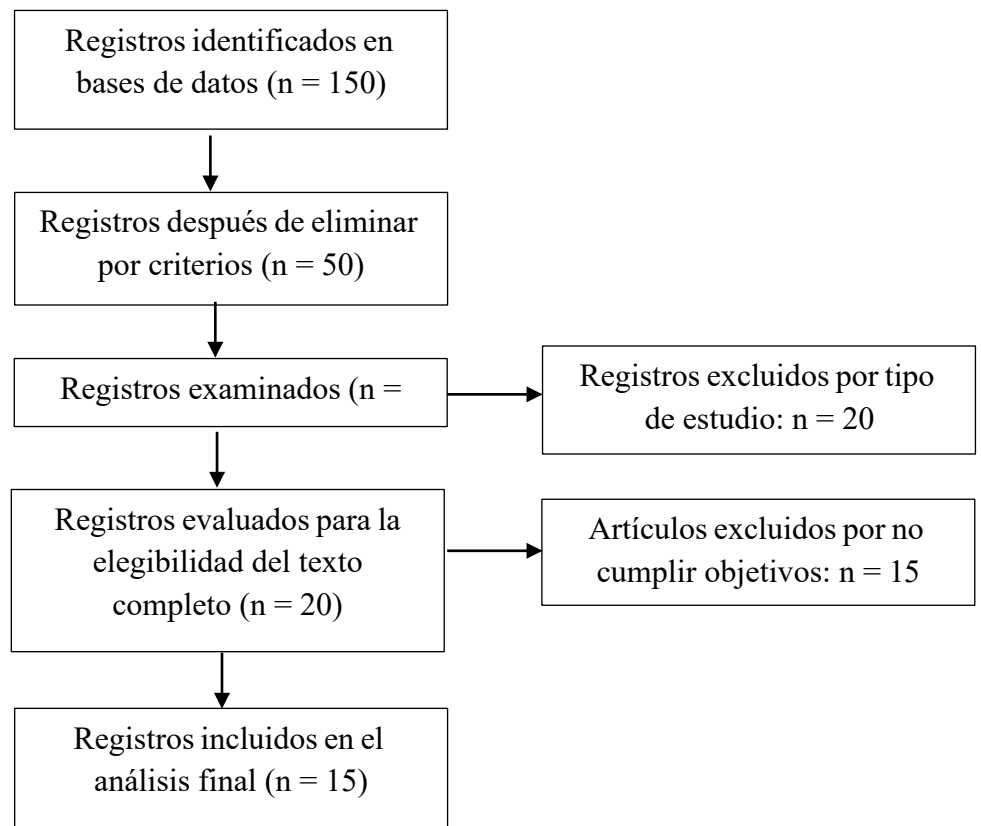 Registros identificados en
bases de datos (n = 150)
Registros después de eliminar
por criterios (n = 50)
Registros examinados (n =
Registros excluidos por tipo
de estudio: n = 20
Registros evaluados para la
elegibilidad del texto
completo (n = 20)
Artículos excluidos por no
cumplir objetivos: n = 15
Registros incluidos en el
análisis final (n = 15)